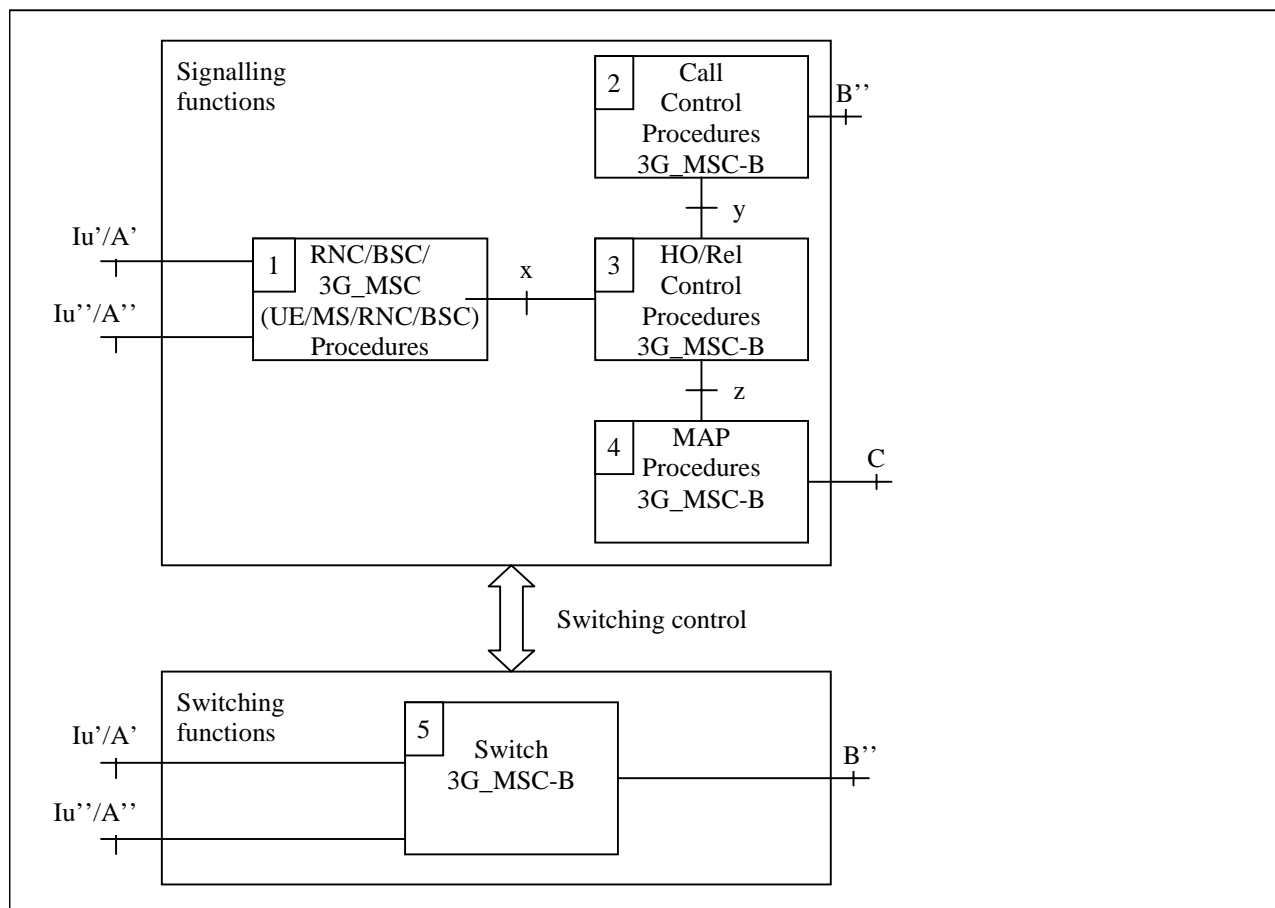 Signalling
functions
2
Call
Control
Procedures
3G_MSC-B
B’’
y
Iu’/A'
Iu’’/A’’
1
RNC/BSC/
3G_MSC
(UE/MS/RNC/BSC)
Procedures
x
3
HO/Rel
Control
Procedures
3G_MSC-B
z
4
MAP
Procedures
3G_MSC-B
C
Switching control
Switching
functions
Iu’/A’
Iu’’/A’’
5
Switch
3G_MSC-B
B’’